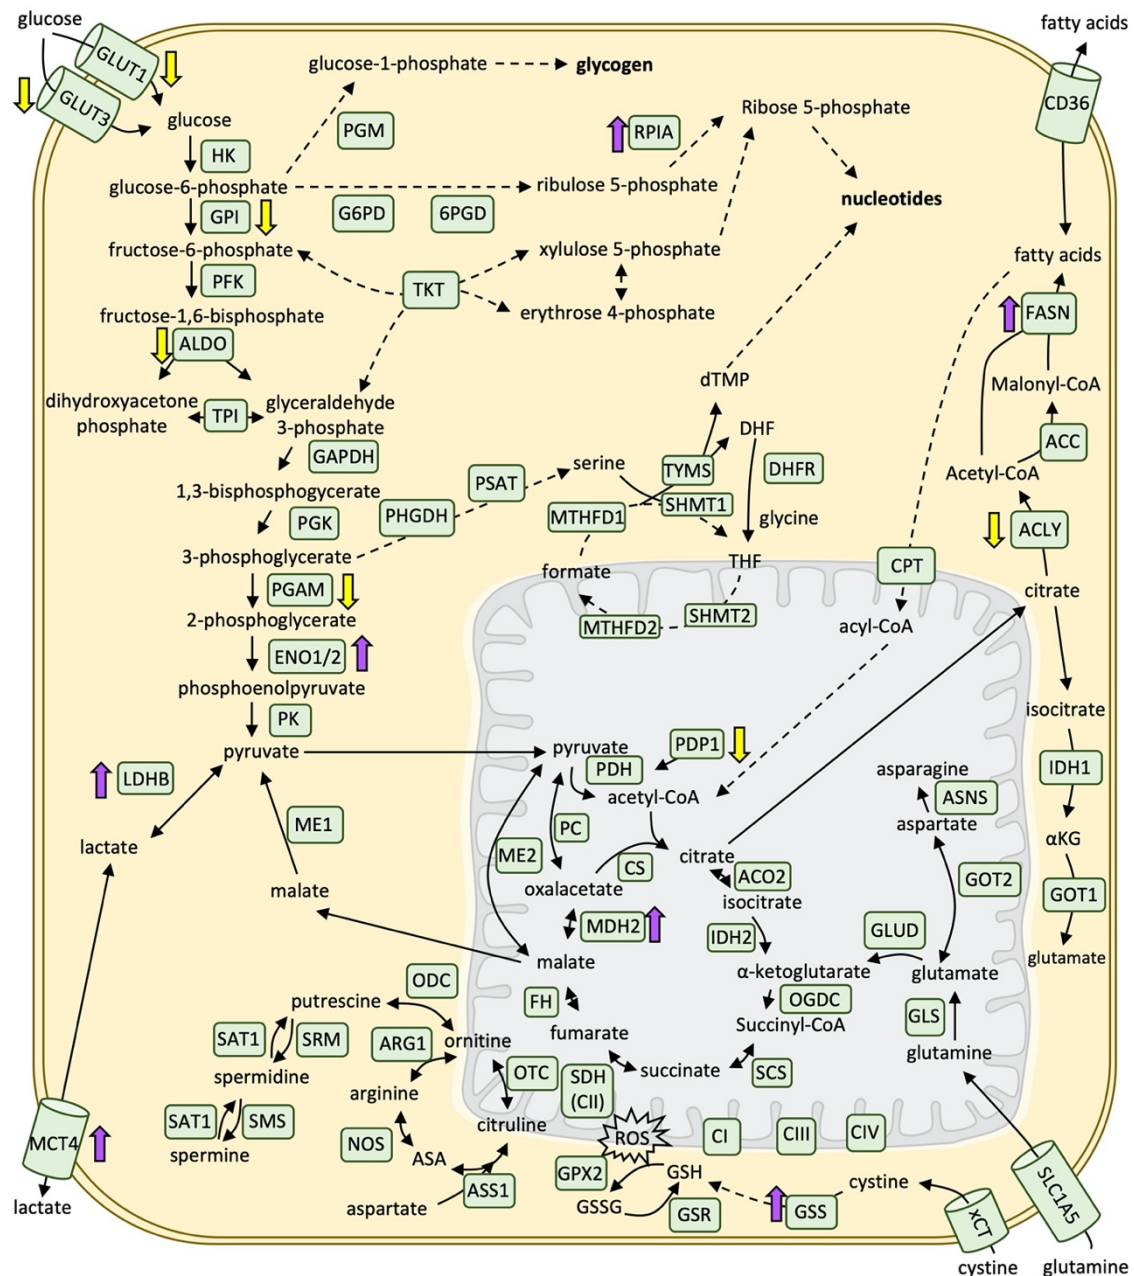 glucose
fatty acids
GLUT1
GLUT3
glucose-1-phosphate
glycogen
CD36
glucose
PGM
RPIA
Ribose 5-phosphate
HK
glucose-6-phosphate
ribulose 5-phosphate
nucleotides
GPI
G6PD
6PGD
fructose-6-phosphate
xylulose 5-phosphate
fatty acids
PFK
TKT
fructose-1,6-bisphosphate
erythrose 4-phosphate
FASN
ALDO
dTMP
Malonyl-CoA
dihydroxyacetone
phosphate
TPI
glyceraldehyde
3-phosphate
DHF
ACC
GAPDH
serine
TYMS
DHFR
Acetyl-CoA
1,3-bisphosphogycerate
PSAT
SHMT1
PGK
PHGDH
MTHFD1
glycine
ACLY
3-phosphoglycerate
formate
THF
CPT
PGAM
citrate
2-phosphoglycerate
MTHFD2
SHMT2
acyl-CoA
ENO1/2
phosphoenolpyruvate
isocitrate
PK
pyruvate
pyruvate
PDP1
LDHB
PDH
asparagine
IDH1
acetyl-CoA
ASNS
aspartate
ME1
PC
αKG
lactate
ME2
CS
citrate
malate
oxalacetate
ACO2
GOT2
GOT1
isocitrate
MDH2
IDH2
GLUD
malate
α-ketoglutarate
glutamate
glutamate
ODC
putrescine
FH
OGDC
GLS
SAT1
SRM
ARG1
ornitine
fumarate
Succinyl-CoA
glutamine
spermidine
OTC
SDH
(CII)
succinate
SCS
arginine
SAT1
SMS
citruline
MCT4
NOS
ROS
CI
CIII
CIV
spermine
ASA
GPX2
GSH
cystine
SLC1A5
lactate
aspartate
ASS1
GSSG
GSR
GSS
xCT
cystine
glutamine